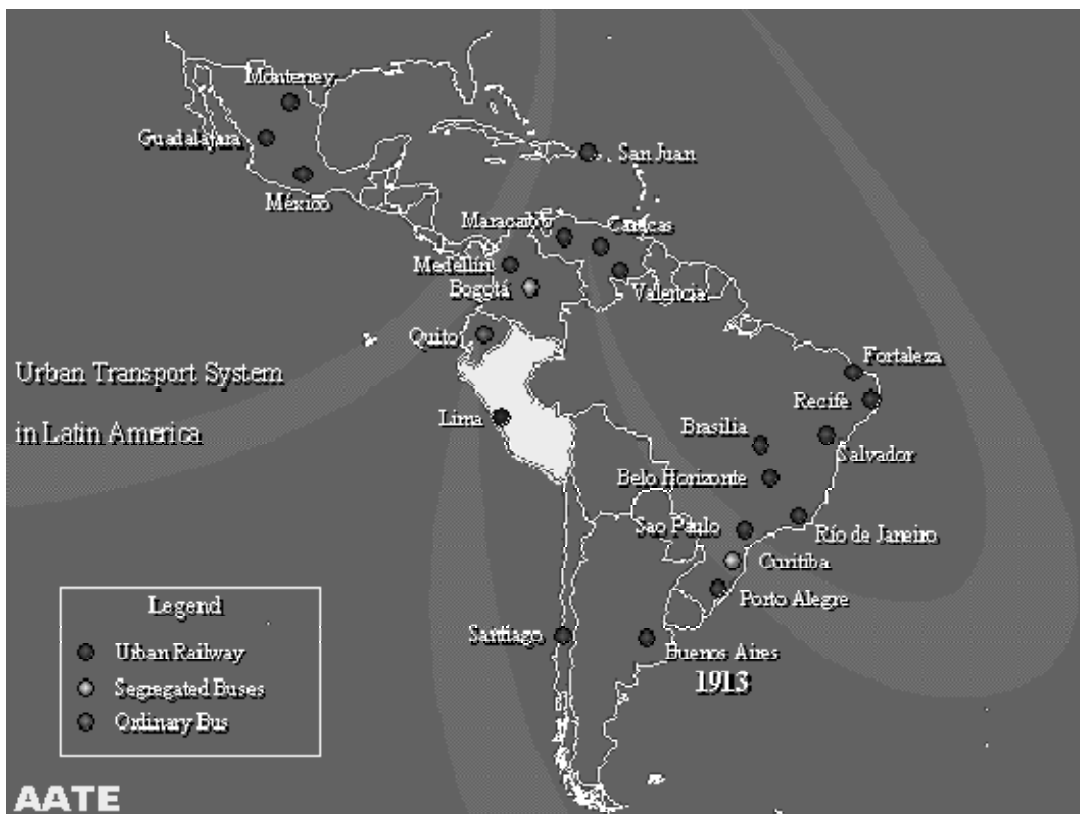 Monterrey
Guadalajara
San Juan
México
Maracaibo
Caracas
Medellín
Bogotá
Valencia
Quito
Fortaleza
Urban Transport System
in Latin America
Recife
Lima
Brasilia
Salvador
Belo Horizonte
Sao Paulo
Río de Janeiro
Curitiba
Porto Alegre
Legend
Santiago
Urban Railway
Buenos Aires
1913
Segregated Buses
Ordinary Bus
AATE